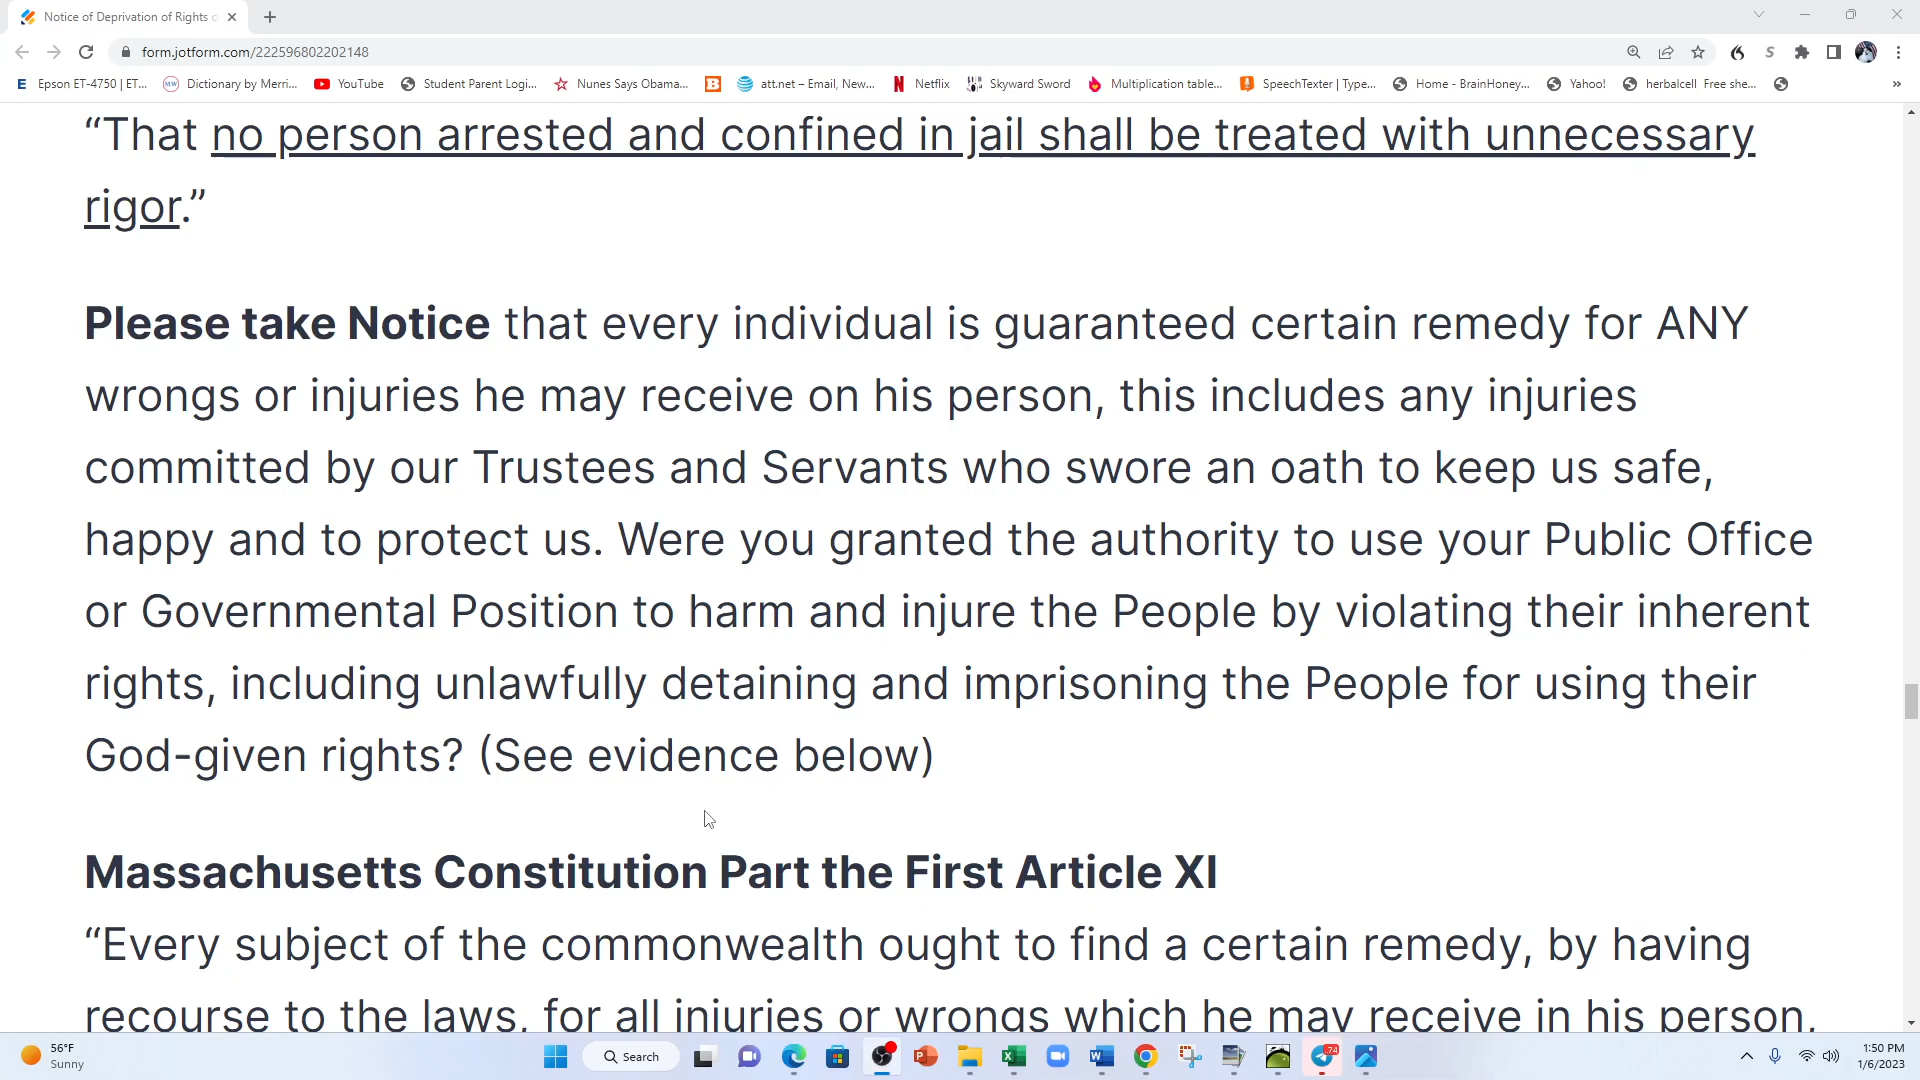 Notice of Deprivation of Rights o
form.jotform.com/222596802202148
Epson ET-4750 | ET... Dictionary by Merri... YouTube Student Parent Logi... Nunes Says Obama... att.net – Email, New... Netflix Skyward Sword Multiplication table... SpeechTexter | Type... Home - BrainHoney... Yahoo! herbalcell Free she... »
“That no person arrested and confined in jail shall be treated with unnecessary
rigor.”
Please take Notice that every individual is guaranteed certain remedy for ANY
wrongs or injuries he may receive on his person, this includes any injuries
committed by our Trustees and Servants who swore an oath to keep us safe,
happy and to protect us. Were you granted the authority to use your Public Office
or Governmental Position to harm and injure the People by violating their inherent
rights, including unlawfully detaining and imprisoning the People for using their
God-given rights? (See evidence below)
Massachusetts Constitution Part the First Article XI
“Every subject of the commonwealth ought to find a certain remedy, by having
recourse to the laws, for all injuries or wrongs which he may receive in his person,
56°F
Sunny
Search
74
1:50 PM
1/6/2023